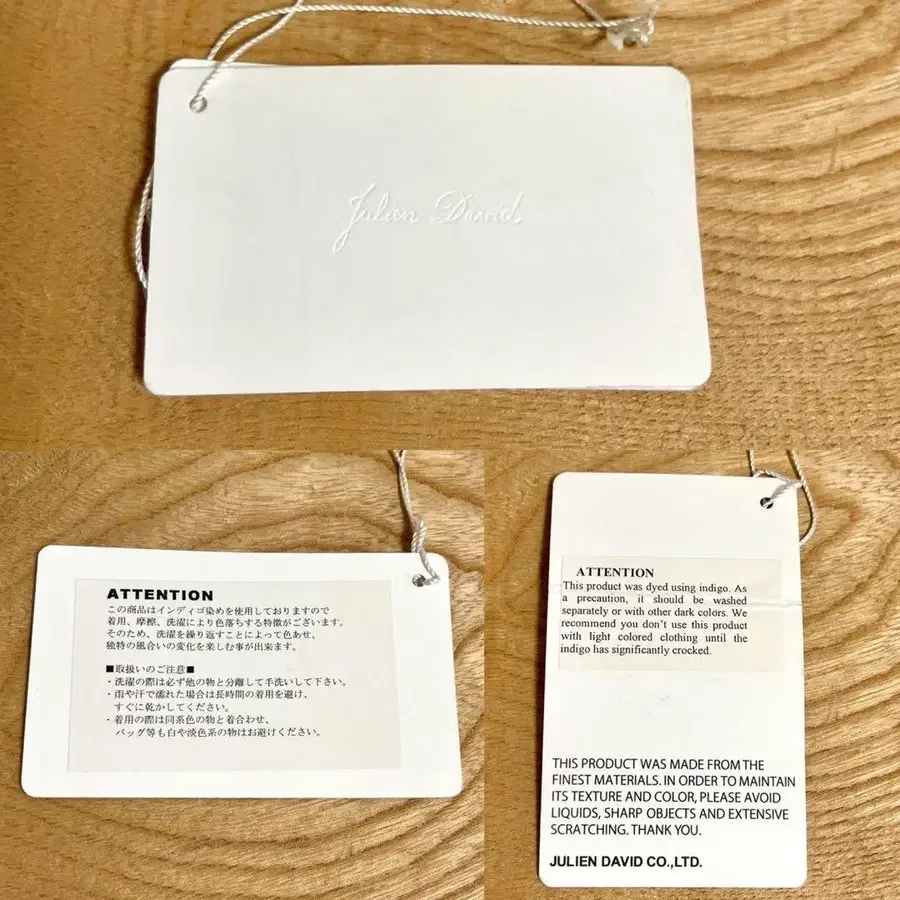 Julien David
ATTENTION
この商品はインディゴ染めを使用しておりますので
着用、摩擦、洗濯により色落ちする特徴がございます。
そのため、洗濯を繰り返すことによって色あせ、
独特の風合いの変化を楽しむ事が出来ます。
■取扱いのご注意■
・洗濯の際は必ず他の物と分離して手洗いして下さい。
・雨や汗で濡れた場合は長時間の着用を避け、
すぐに乾かしてください。
・着用の際は同系色の物と着合わせ、
バッグ等も白や淡色系の物はお避けください。
ATTENTION
This product was dyed using indigo. As
a precaution, it should be washed
separately or with other dark colors. We
recommend you don't use this product
with light colored clothing until the
indigo has significantly crocked.
THIS PRODUCT WAS MADE FROM THE
FINEST MATERIALS. IN ORDER TO MAINTAIN
ITS TEXTURE AND COLOR, PLEASE AVOID
LIQUIDS, SHARP OBJECTS AND EXTENSIVE
SCRATCHING. THANK YOU.
JULIEN DAVID CO.,LTD.